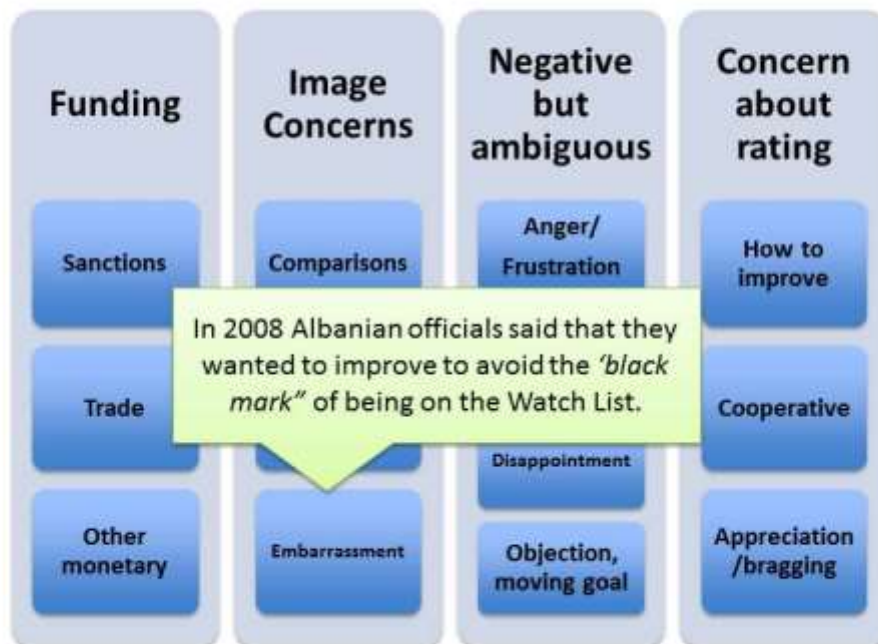 Funding
Sanctions
Trade
Other
monetary
Image
Concerns
Comparisons
Embarrassment
Negative
but
ambiguous
Anger/
Frustration
Disappointment
Objection,
moving goal
Concern
about
rating
How to
improve
Cooperative
Appreciation
/bragging
In 2008 Albanian officials said that they
wanted to improve to avoid the ‘black
mark” of being on the Watch List.